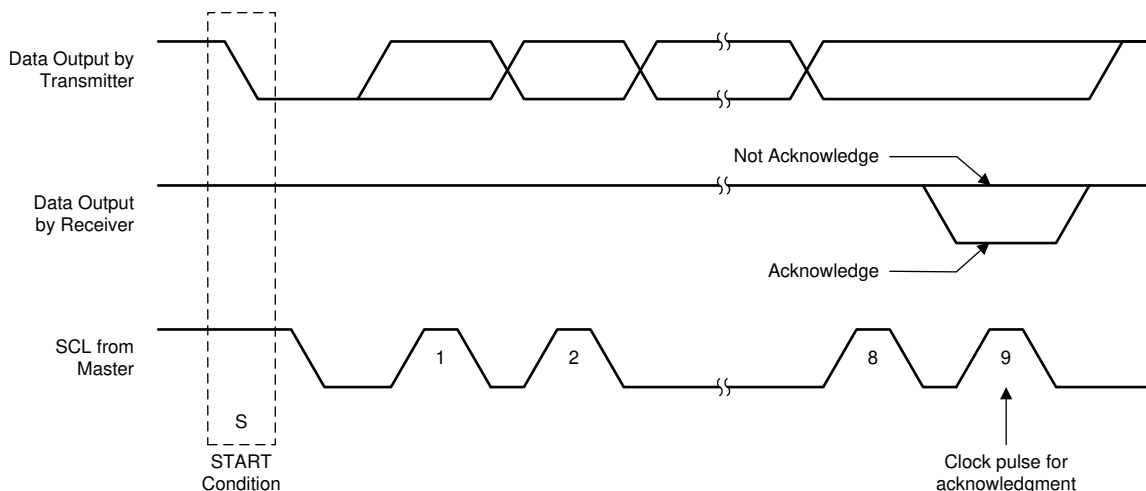 Data Output by
Transmitter
Not Acknowledge
Data Output
by Receiver
Acknowledge
SCL from
Master
1
2
8
9
S
START
Condition
Clock pulse for
acknowledgment